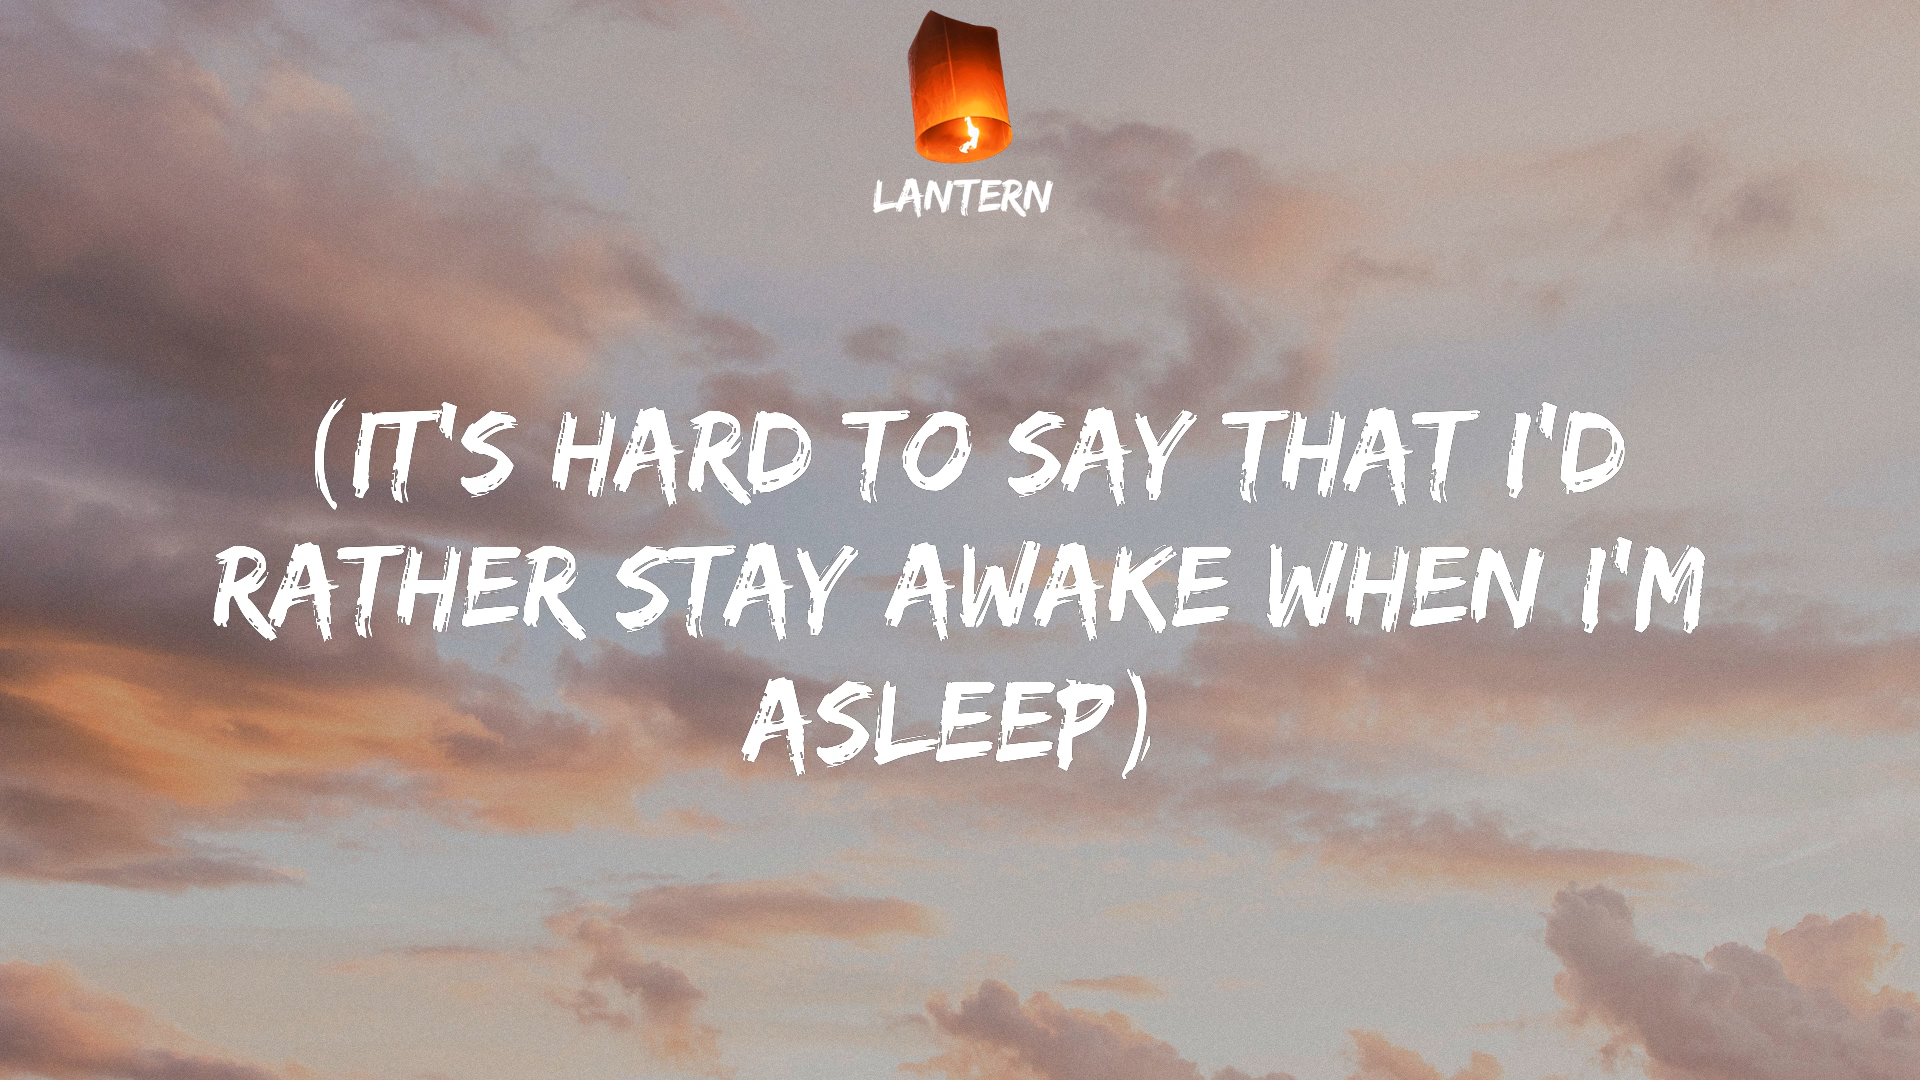 LANTERN
(IT'S HARD TO SAY THAT I'D
RATHER STAY AWAKE WHEN I'M
ASLEEP)